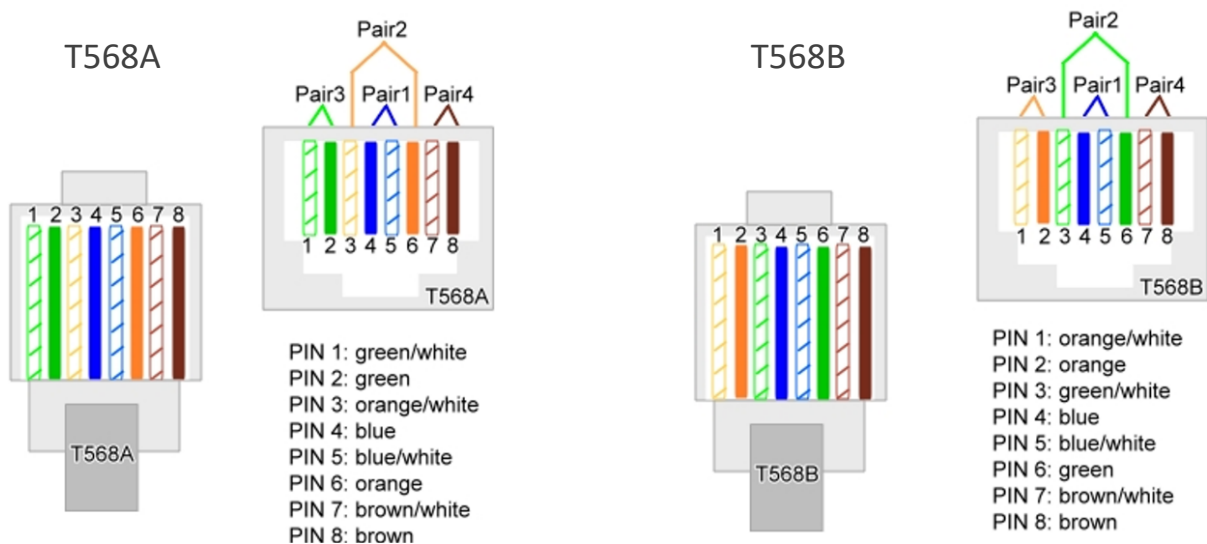 T568A
Pair2
Pair3 Pair1 Pair4
1 2 3 4 5 6 7 8
T568A
1 2 3 4 5 6 7 8
T568A
PIN 1: green/white
PIN 2: green
PIN 3: orange/white
PIN 4: blue
PIN 5: blue/white
PIN 6: orange
PIN 7: brown/white
PIN 8: brown
T568B
Pair2
Pair3 Pair1 Pair4
1 2 3 4 5 6 7 8
T568B
1 2 3 4 5 6 7 8
T568B
PIN 1: orange/white
PIN 2: orange
PIN 3: green/white
PIN 4: blue
PIN 5: blue/white
PIN 6: green
PIN 7: brown/white
PIN 8: brown